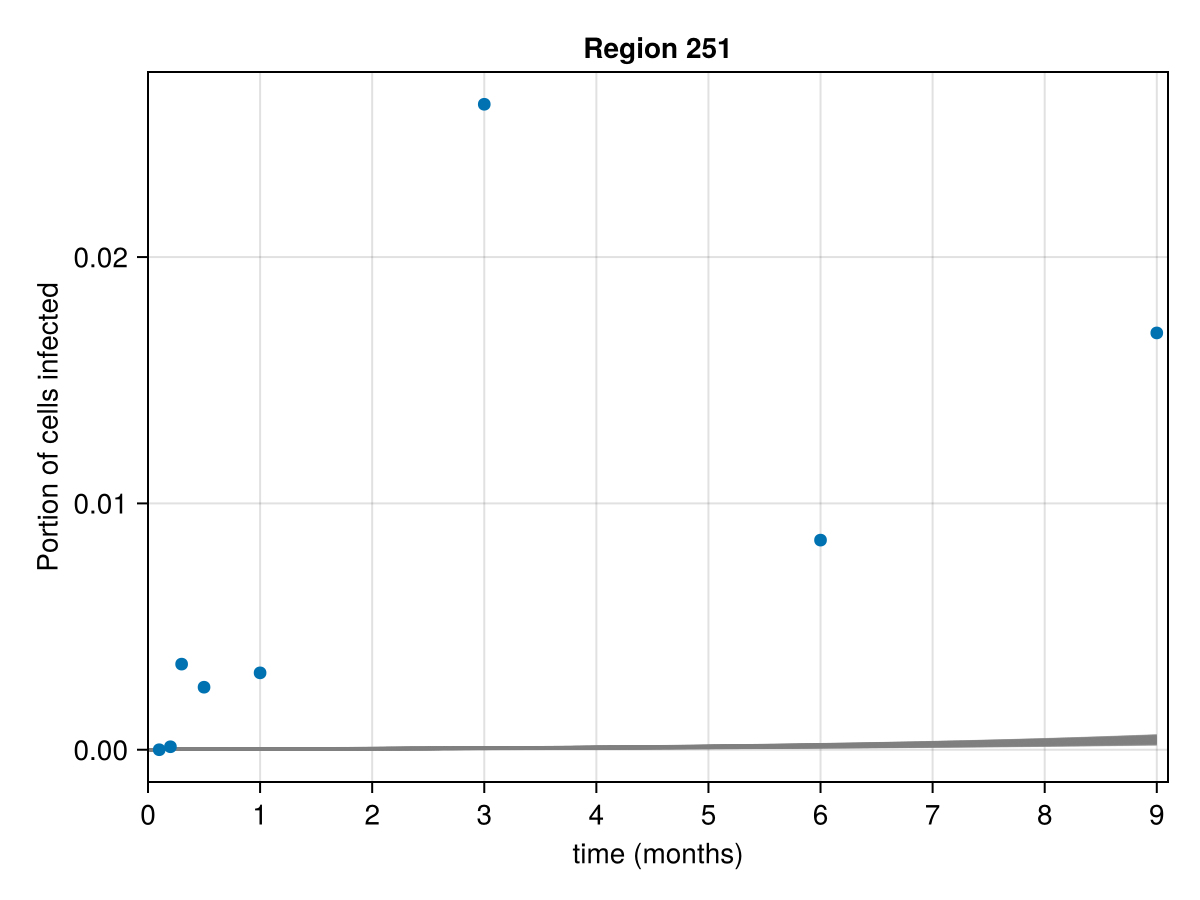 Region 251
Portion of cells infected
0.02
0.01
0.00
0 1 2 3 4 5 6 7 8 9
time (months)